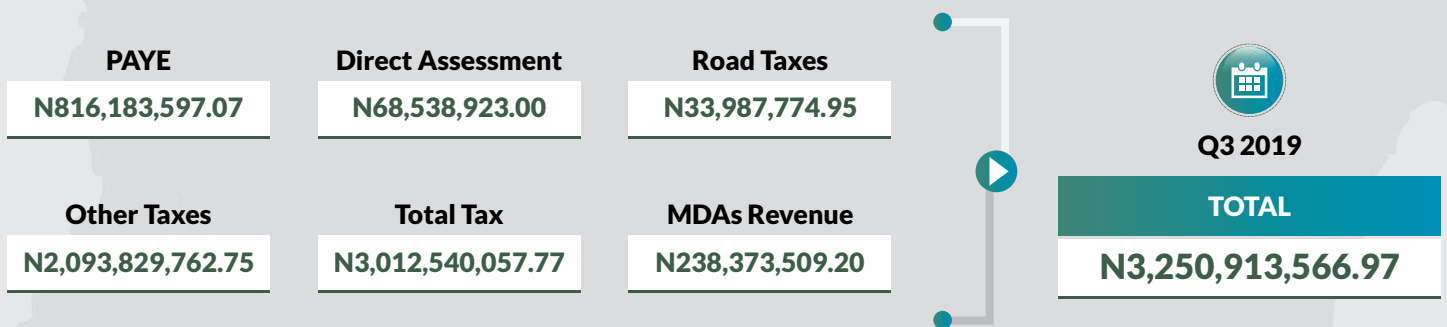 PAYE
N816,183,597.07
Direct Assessment
N68,538,923.00
Road Taxes
N33,987,774.95
Other Taxes
N2,093,829,762.75
Total Tax
N3,012,540,057.77
MDAs Revenue
N238,373,509.20
Q3 2019
TOTAL
N3,250,913,566.97